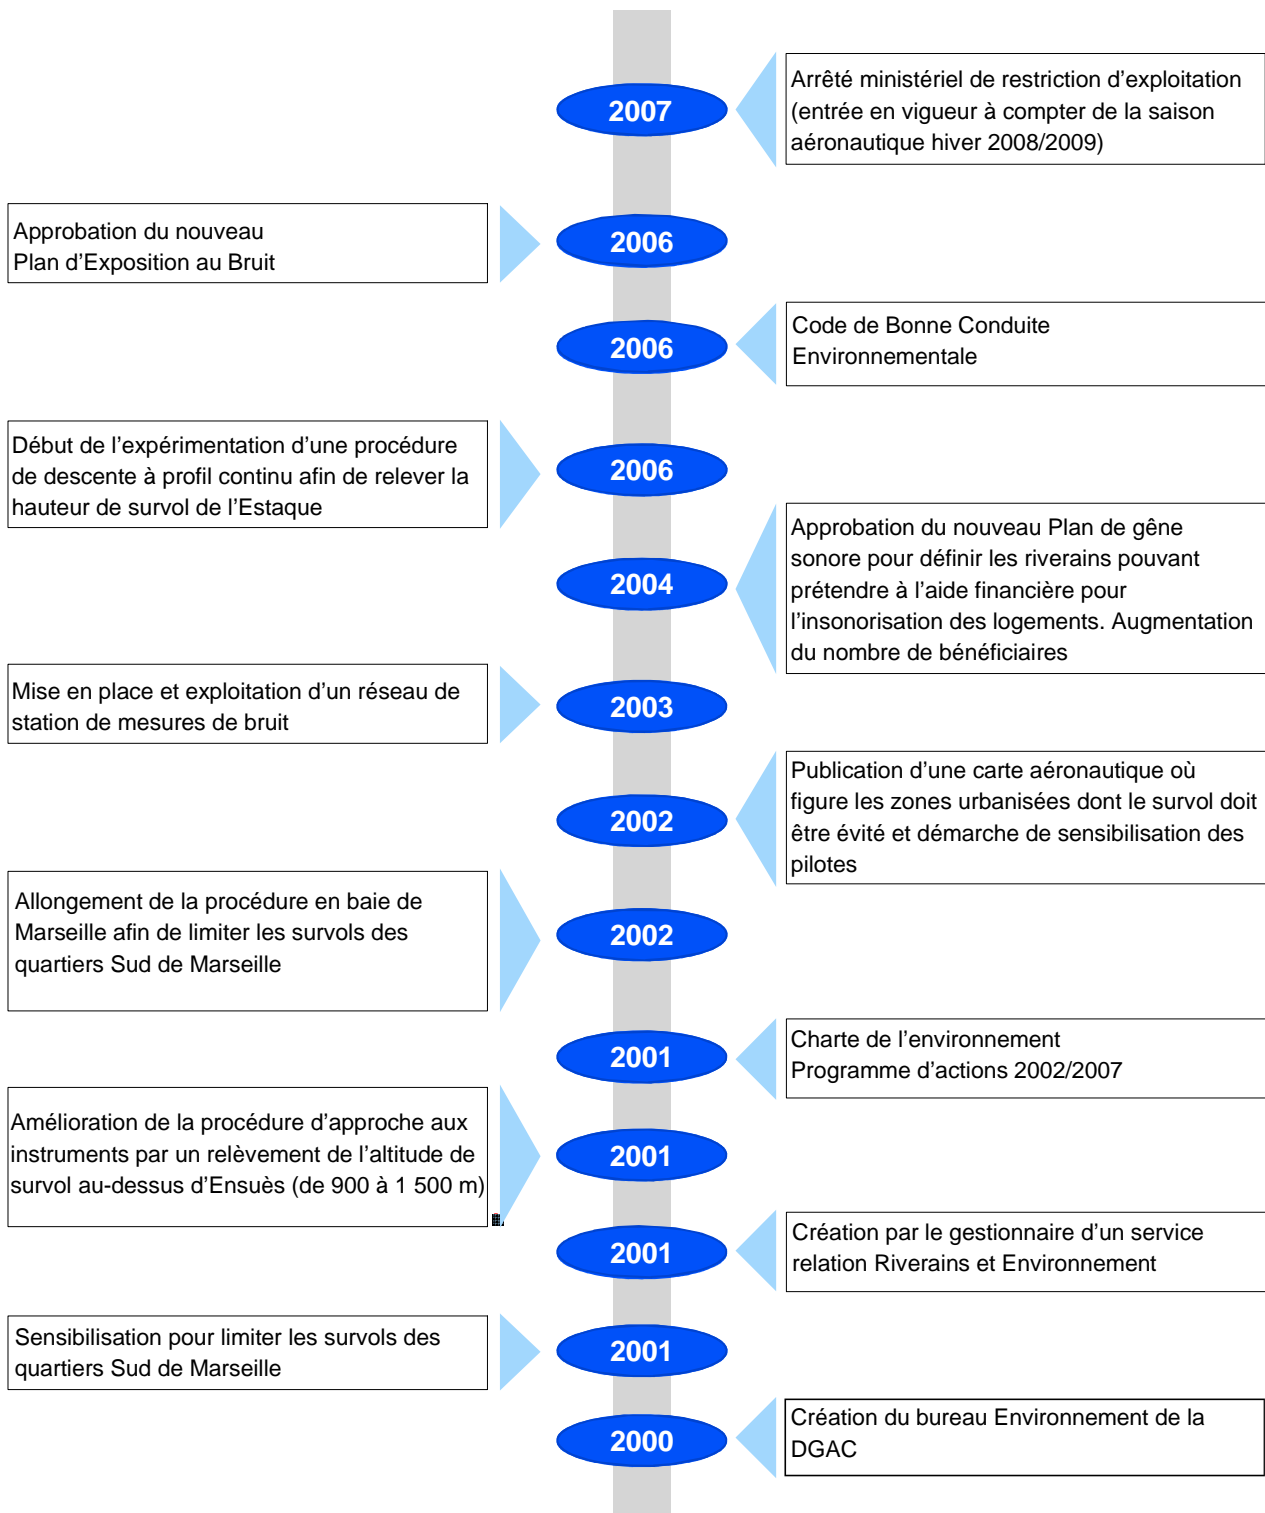 2007
Arrêté ministériel de restriction d’exploitation
(entrée en vigueur à compter de la saison
aéronautique hiver 2008/2009)
Approbation du nouveau
Plan d’Exposition au Bruit
2006
2006
Code de Bonne Conduite
Environnementale
Début de l’expérimentation d’une procédure
de descente à profil continu afin de relever la
hauteur de survol de l’Estaque
2006
2004
Approbation du nouveau Plan de gêne
sonore pour définir les riverains pouvant
prétendre à l’aide financière pour
l’insonorisation des logements. Augmentation
du nombre de bénéficiaires
Mise en place et exploitation d’un réseau de
station de mesures de bruit
2003
2002
Publication d’une carte aéronautique où
figure les zones urbanisées dont le survol doit
être évité et démarche de sensibilisation des
pilotes
Allongement de la procédure en baie de
Marseille afin de limiter les survols des
quartiers Sud de Marseille
2002
2001
Charte de l’environnement
Programme d’actions 2002/2007
Amélioration de la procédure d’approche aux
instruments par un relèvement de l’altitude de
survol au-dessus d’Ensuès (de 900 à 1 500 m)
2001
2001
Création par le gestionnaire d’un service
relation Riverains et Environnement
Sensibilisation pour limiter les survols des
quartiers Sud de Marseille
2001
2000
Création du bureau Environnement de la
DGAC